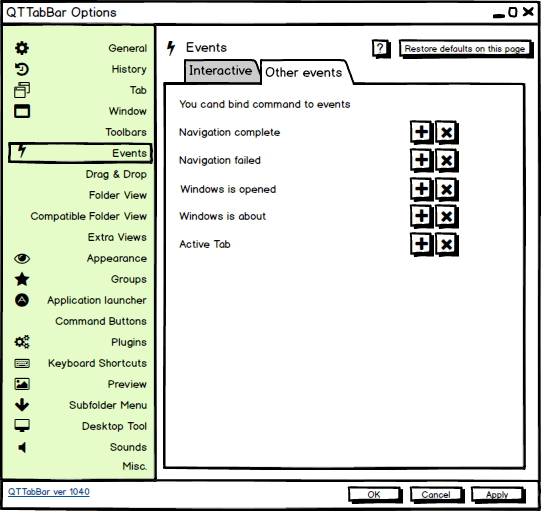 QTTabBar Options
General
History
Tab
Window
Toolbars
Events
Drag & Drop
Folder View
Compatible Folder View
Extra Views
Appearance
Groups
Application launcher
Command Buttons
Plugins
Keyboard Shortcuts
Preview
Subfolder Menu
Desktop Tool
Sounds
Misc.
Events
?
Restore defaults on this page
Interactive
Other events
You cand bind command to events
Navigation complete
Navigation failed
Windows is opened
Windows is about
Active Tab
QTTabBar ver 1040
OK
Cancel
Apply